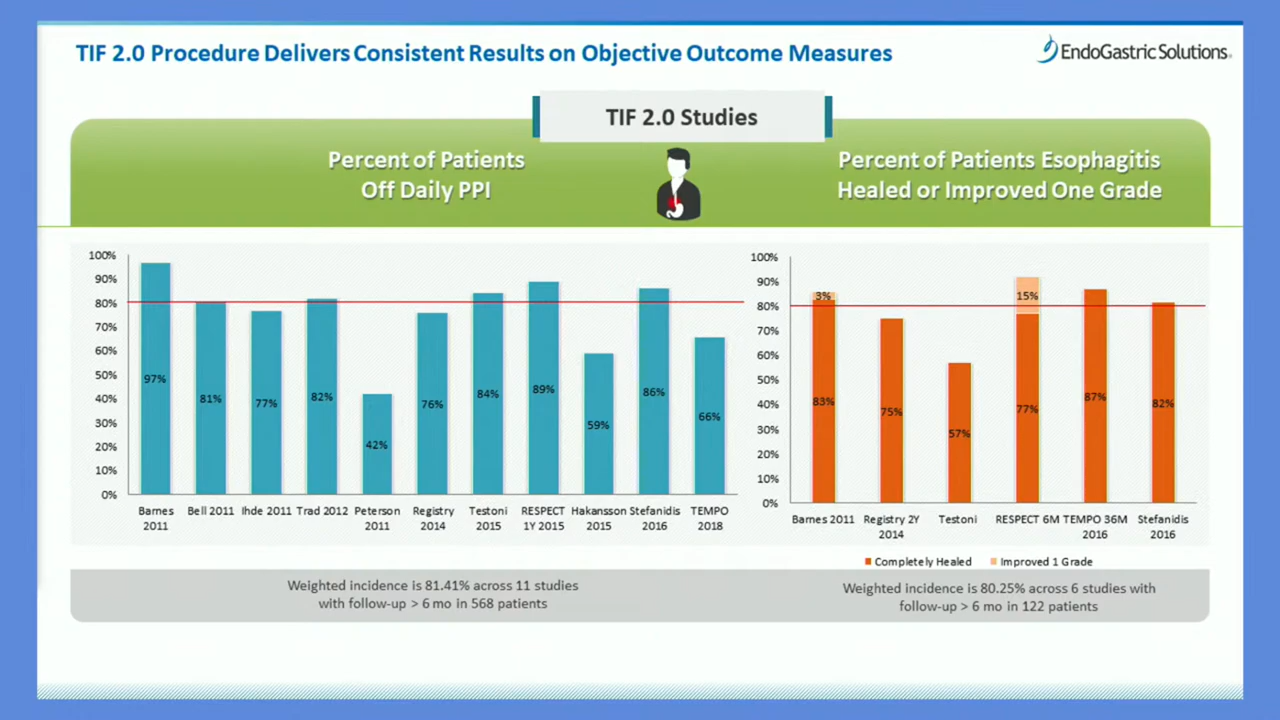 TIF 2.0 Procedure Delivers Consistent Results on Objective Outcome Measures
EndoGastric Solutions
TIF 2.0 Studies
Percent of Patients
Off Daily PPI
Percent of Patients Esophagitis
Healed or Improved One Grade
100%
90%
80%
70%
60%
50%
40%
30%
20%
10%
0%
97%
81%
77%
82%
42%
76%
84%
89%
59%
86%
66%
Barnes 2011
Bell 2011
Ihde 2011
Trad 2012
Peterson 2011
Registry 2014
Testoni 2015
RESPECT 1Y 2015
Hakansson 2015
Stefanidis 2016
TEMPO 2018
100%
90%
80%
70%
60%
50%
40%
30%
20%
10%
0%
3%
83%
75%
57%
15%
77%
87%
82%
Barnes 2011
Registry 2Y 2014
Testoni
RESPECT 6M
TEMPO 36M 2016
Stefanidis 2016
Completely Healed
Improved 1 Grade
Weighted incidence is 81.41% across 11 studies
with follow-up > 6 mo in 568 patients
Weighted incidence is 80.25% across 6 studies with
follow-up > 6 mo in 122 patients